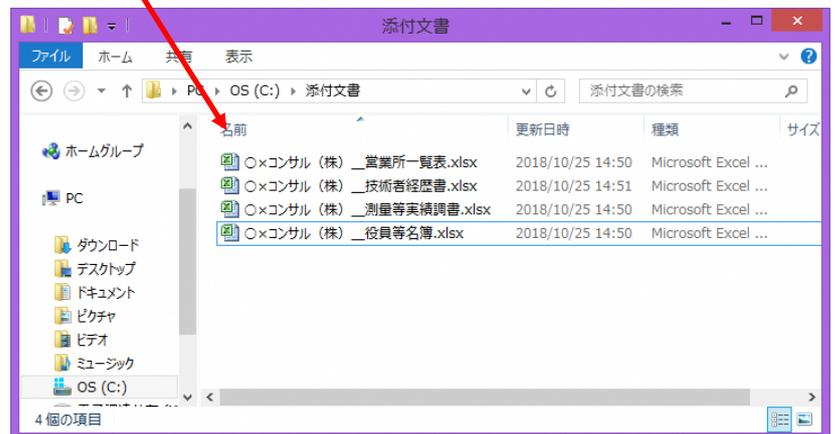 添付文書
ファイル ホーム 共有 表示
PC OS (C:) 添付文書 添付文書の検索
名前 更新日時 種類 サイズ
ホームグループ
PC
ダウンロード
デスクトップ
ドキュメント
ピクチャ
ビデオ
ミュージック
OS (C:)
○×コンサル（株）__営業所一覧表.xlsx 2018/10/25 14:50 Microsoft Excel ...
○×コンサル（株）__技術者経歴書.xlsx 2018/10/25 14:51 Microsoft Excel ...
○×コンサル（株）__測量等実績調書.xlsx 2018/10/25 14:50 Microsoft Excel ...
○×コンサル（株）__役員等名簿.xlsx 2018/10/25 14:50 Microsoft Excel ...
4 個の項目